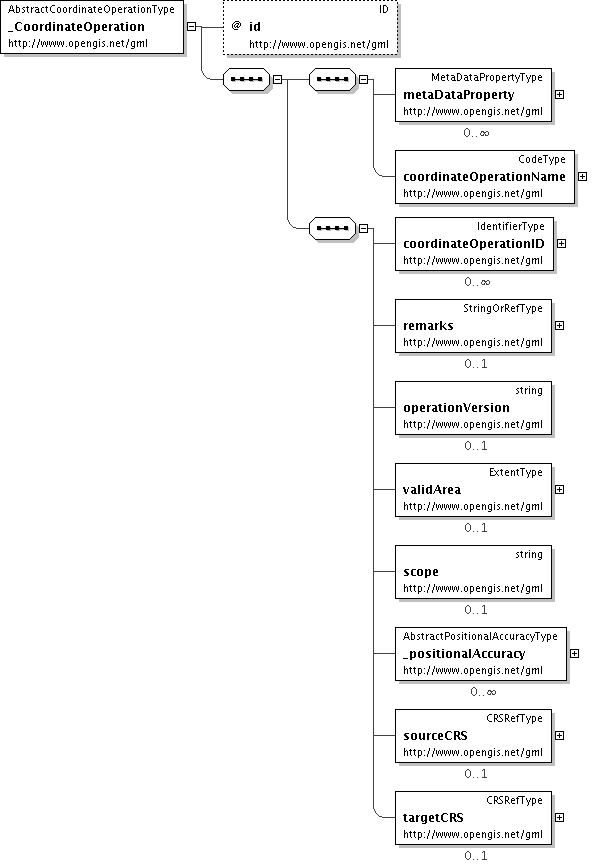 AbstractCoordinateOperationType
_CoordinateOperation
http://www.opengis.net/gml
ID
@ id
http://www.opengis.net/gml
MetaDataPropertyType
metaDataProperty
http://www.opengis.net/gml
0..∞
CodeType
coordinateOperationName
http://www.opengis.net/gml
IdentifierType
coordinateOperationID
http://www.opengis.net/gml
0..∞
StringOrRefType
remarks
http://www.opengis.net/gml
0..1
string
operationVersion
http://www.opengis.net/gml
0..1
ExtentType
validArea
http://www.opengis.net/gml
0..1
string
scope
http://www.opengis.net/gml
0..1
AbstractPositionalAccuracyType
_positionalAccuracy
http://www.opengis.net/gml
0..∞
CRSRefType
sourceCRS
http://www.opengis.net/gml
0..1
CRSRefType
targetCRS
http://www.opengis.net/gml
0..1